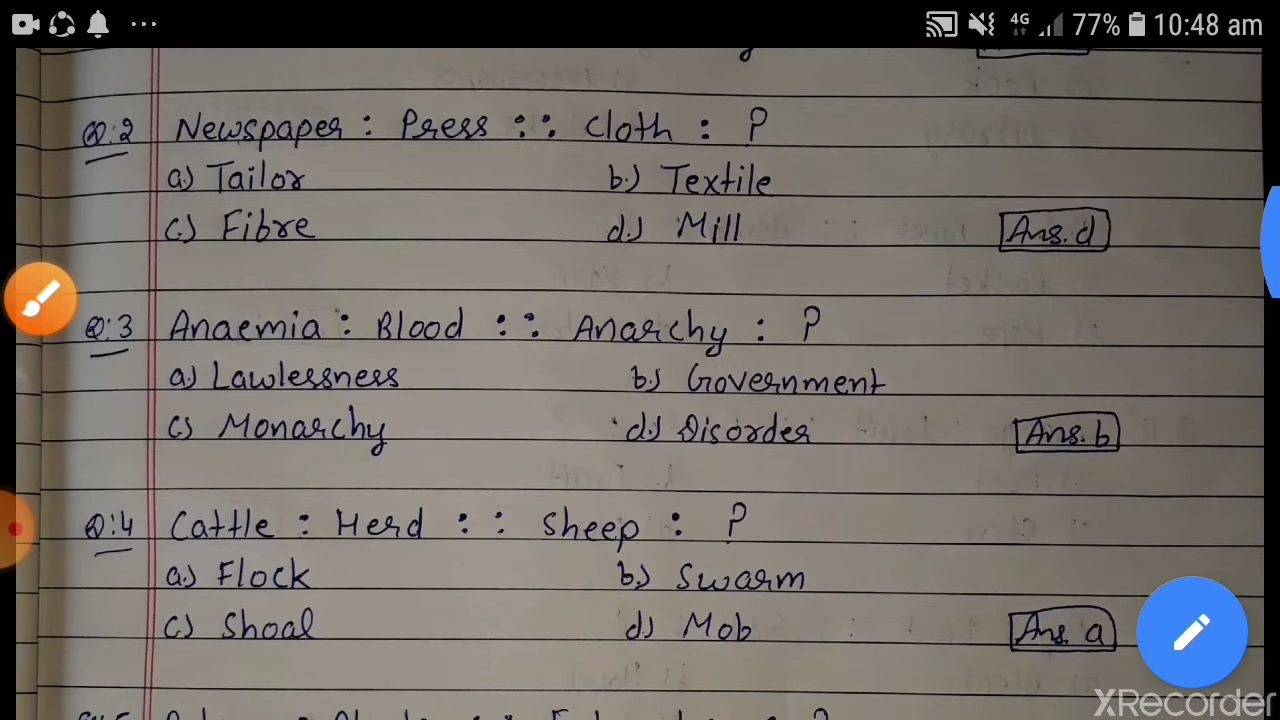 4G 77% 10:48 am
Q:2 Newspaper : Press :: Cloth : ?
a.) Tailor b.) Textile
c.) Fibre d.) Mill Ans. d
Q:3 Anaemia : Blood :: Anarchy : ?
a.) Lawlessness b.) Government
c.) Monarchy d.) Disorder Ans. b
Q:4 Cattle : Herd :: Sheep : ?
a.) Flock b.) Swarm
c.) Shoal d.) Mob Ans. a
XRecorder